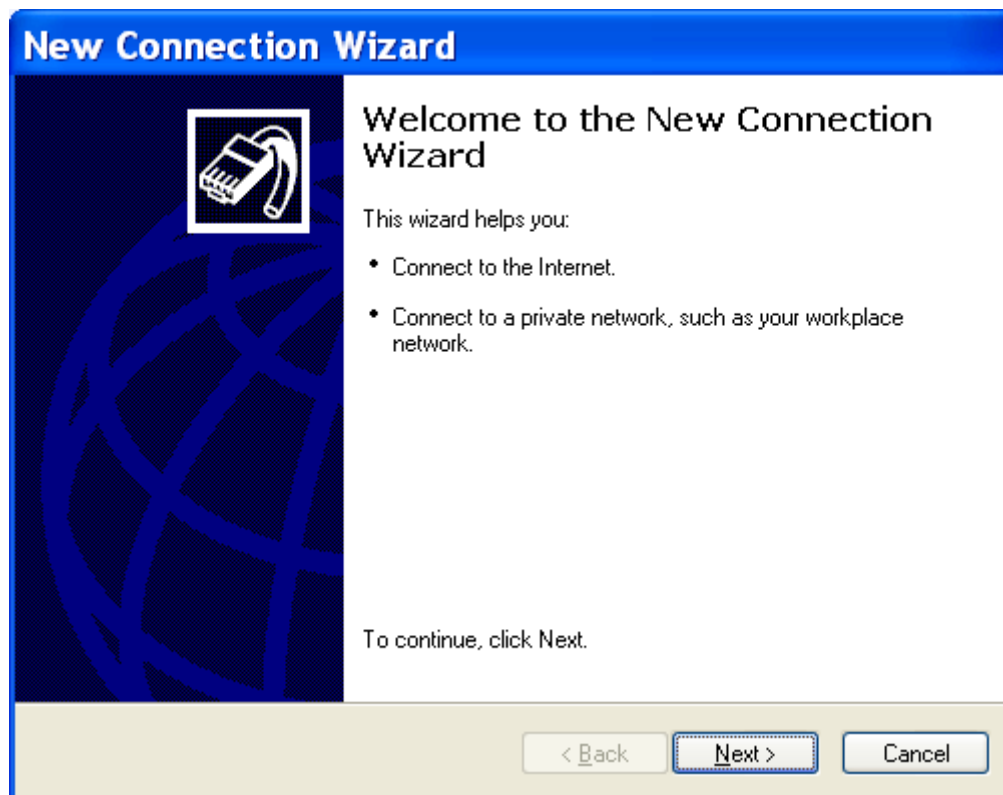 New Connection Wizard
Welcome to the New Connection
Wizard
This wizard helps you:
• Connect to the Internet.
• Connect to a private network, such as your workplace
network.
To continue, click Next.
< Back Next > Cancel